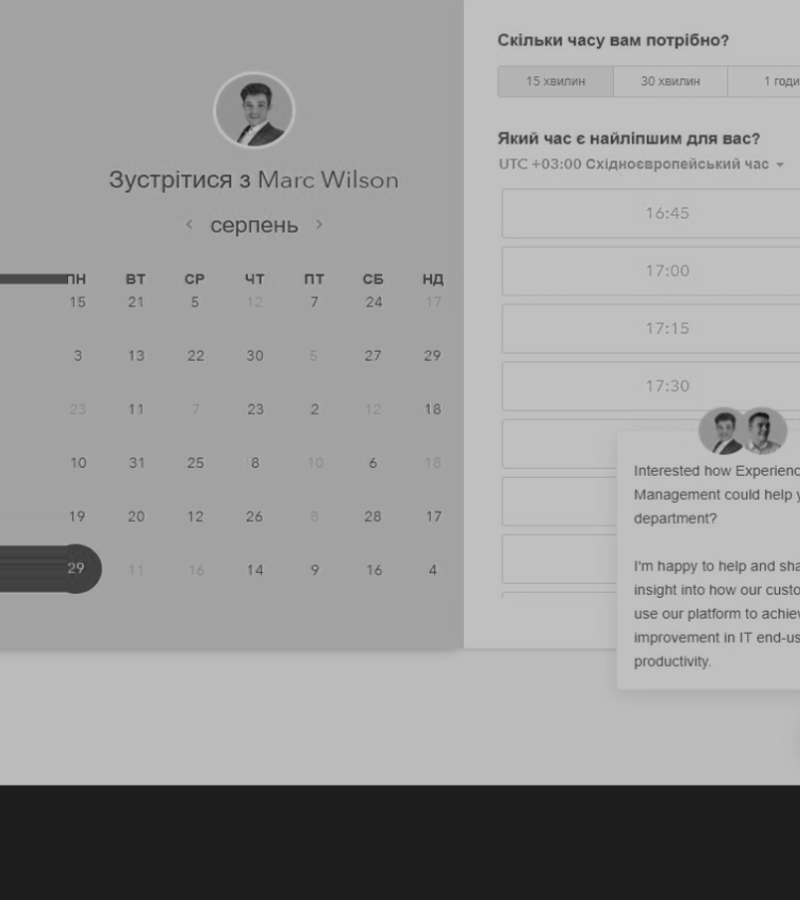 Зустрітися з Marc Wilson
серпень
ПН ВТ СР ЧТ ПТ СБ НД
15 21 5 12 7 24 17
3 13 22 30 5 27 29
23 11 7 23 2 12 18
10 31 25 8 10 6 18
19 20 12 26 8 28 17
29 11 16 14 9 16 4
Скільки часу вам потрібно?
15 хвилин 30 хвилин 1 годи
Який час є найліпшим для вас?
UTC +03:00 Східноєвропейський час
16:45
17:00
17:15
17:30
Interested how Experienc
Management could help y
department?
I'm happy to help and sha
insight into how our custo
use our platform to achiev
improvement in IT end-us
productivity.